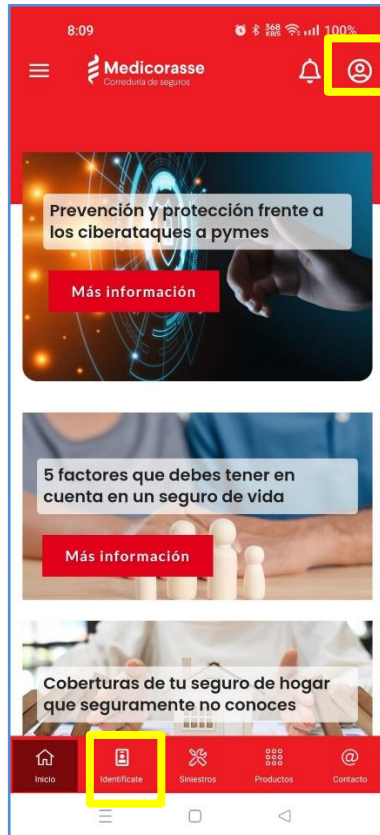 8:09
368 KB/S 100%
Medicorasse
Correduría de seguros
Prevención y protección frente a
los ciberataques a pymes
Más información
5 factores que debes tener en
cuenta en un seguro de vida
Más información
Coberturas de tu seguro de hogar
que seguramente no conoces
Inicio Identifícate Siniestros Productos Contacto